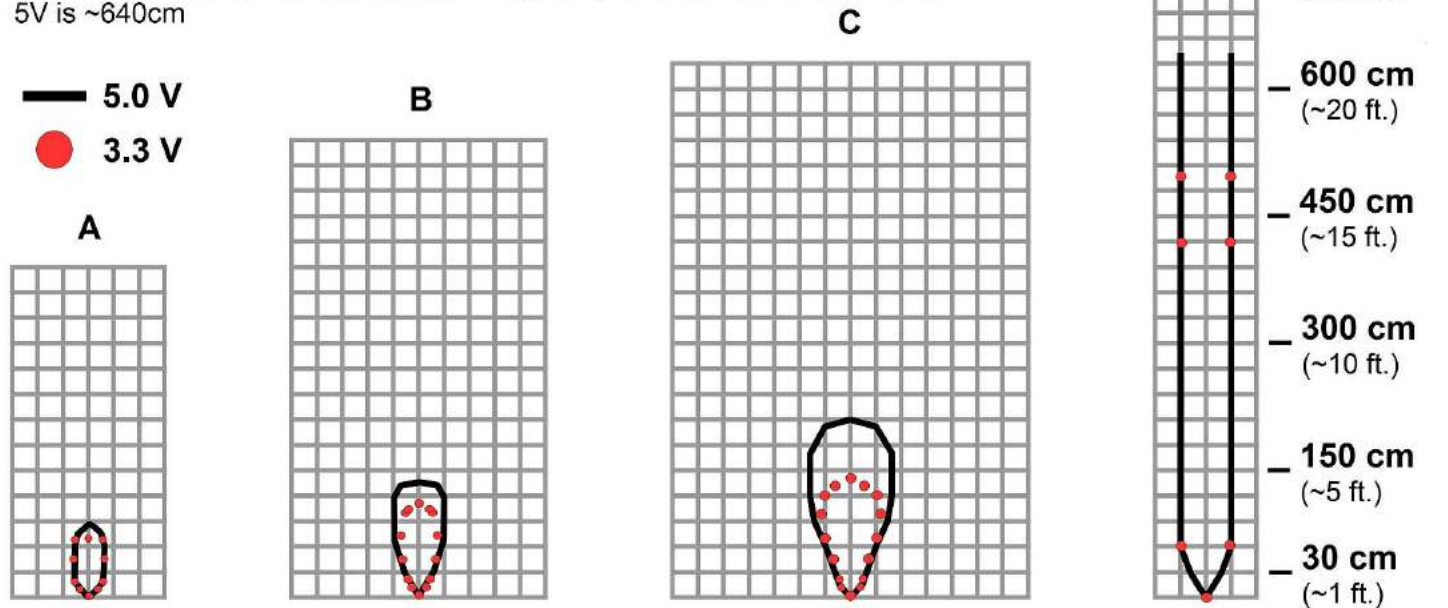 5V is ~640cm
5.0 V
3.3 V
A
B
C
600 cm
(~20 ft.)
450 cm
(~15 ft.)
300 cm
(~10 ft.)
150 cm
(~5 ft.)
30 cm
(~1 ft.)